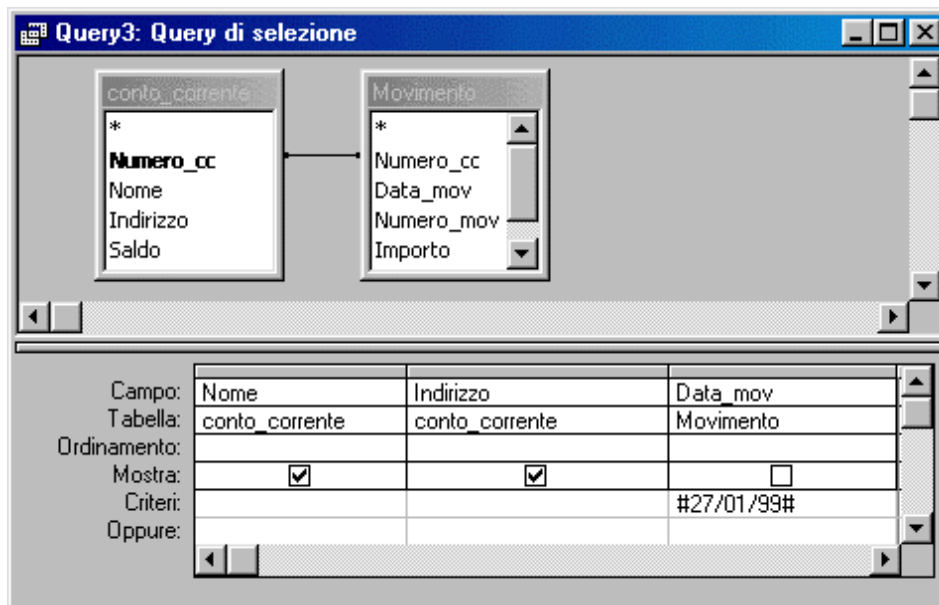 Query3: Query di selezione
conto_corrente
*
Numero_cc
Nome
Indirizzo
Saldo
Movimento
*
Numero_cc
Data_mov
Numero_mov
Importo
Campo: Nome Indirizzo Data_mov
Tabella: conto_corrente conto_corrente Movimento
Ordinamento:
Mostra:
Criteri: #27/01/99#
Oppure: